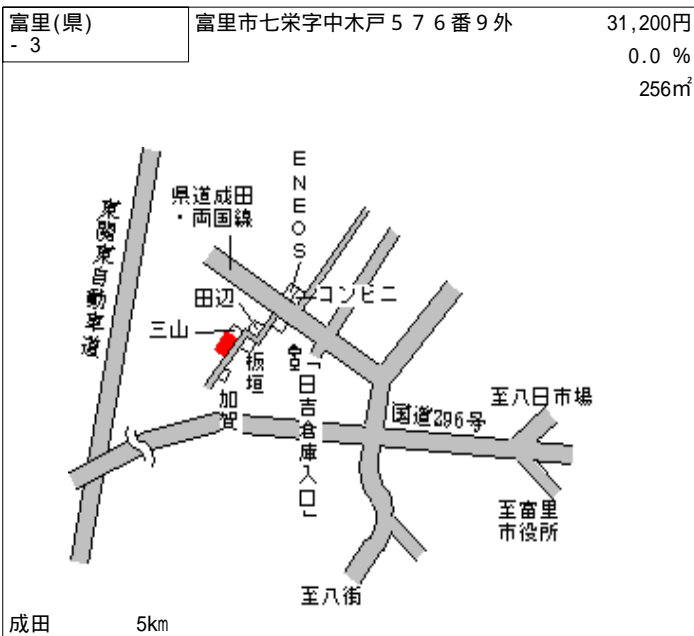 富里(県)
- 3
富里市七栄字中木戸５７６番９外
31,200円
0.0 %
256㎡
ENEOS
県道成田
・両国線
東関東自動車道
コンビニ
田辺
三山
板垣
加賀
「日吉倉庫入口」
国道296号
至八日市場
至富里
市役所
至八街
成田 5㎞